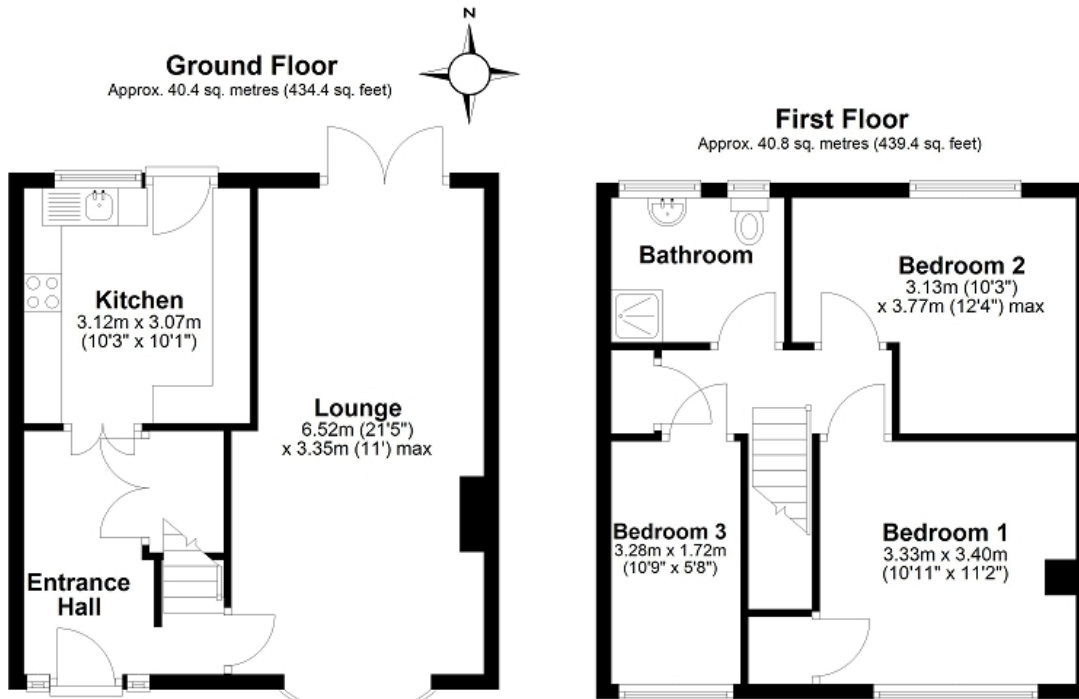 N
Ground Floor
Approx. 40.4 sq. metres (434.4 sq. feet)
Kitchen
3.12m x 3.07m
(10'3" x 10'1")
Lounge
6.52m (21'5")
x 3.35m (11') max
Entrance
Hall
First Floor
Approx. 40.8 sq. metres (439.4 sq. feet)
Bathroom
Bedroom 2
3.13m (10'3")
x 3.77m (12'4") max
Bedroom 3
3.28m x 1.72m
(10'9" x 5'8")
Bedroom 1
3.33m x 3.40m
(10'11" x 11'2")